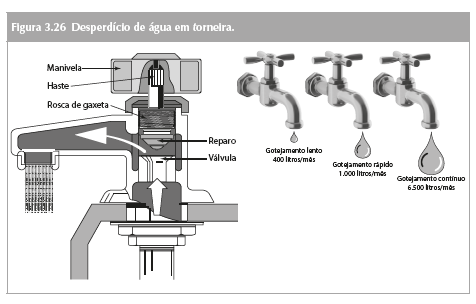 Figura 3.26 Desperdício de água em torneira.
Manivela
Haste
Rosca de gaxeta
Reparo
Válvula
Gotejamento lento
400 litros/mês
Gotejamento rápido
1.000 litros/mês
Gotejamento contínuo
6.500 litros/mês